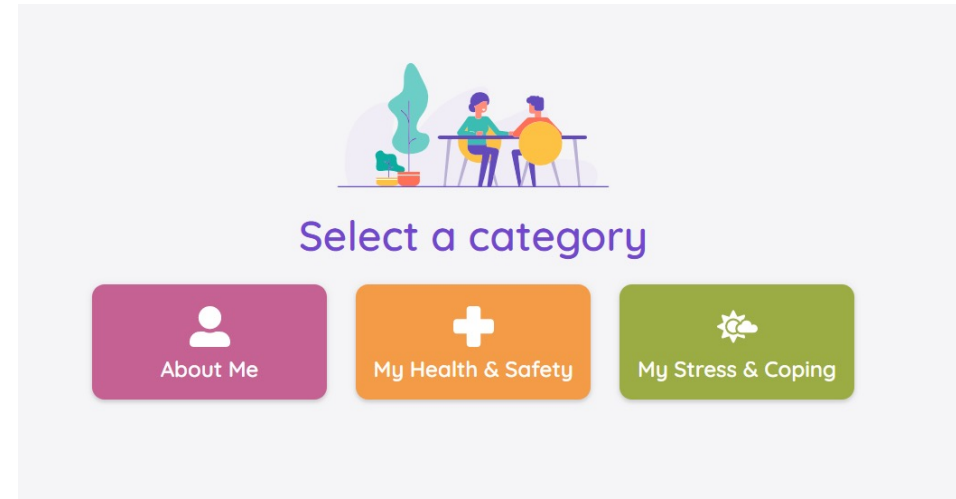 Select a category
About Me
My Health & Safety
My Stress & Coping